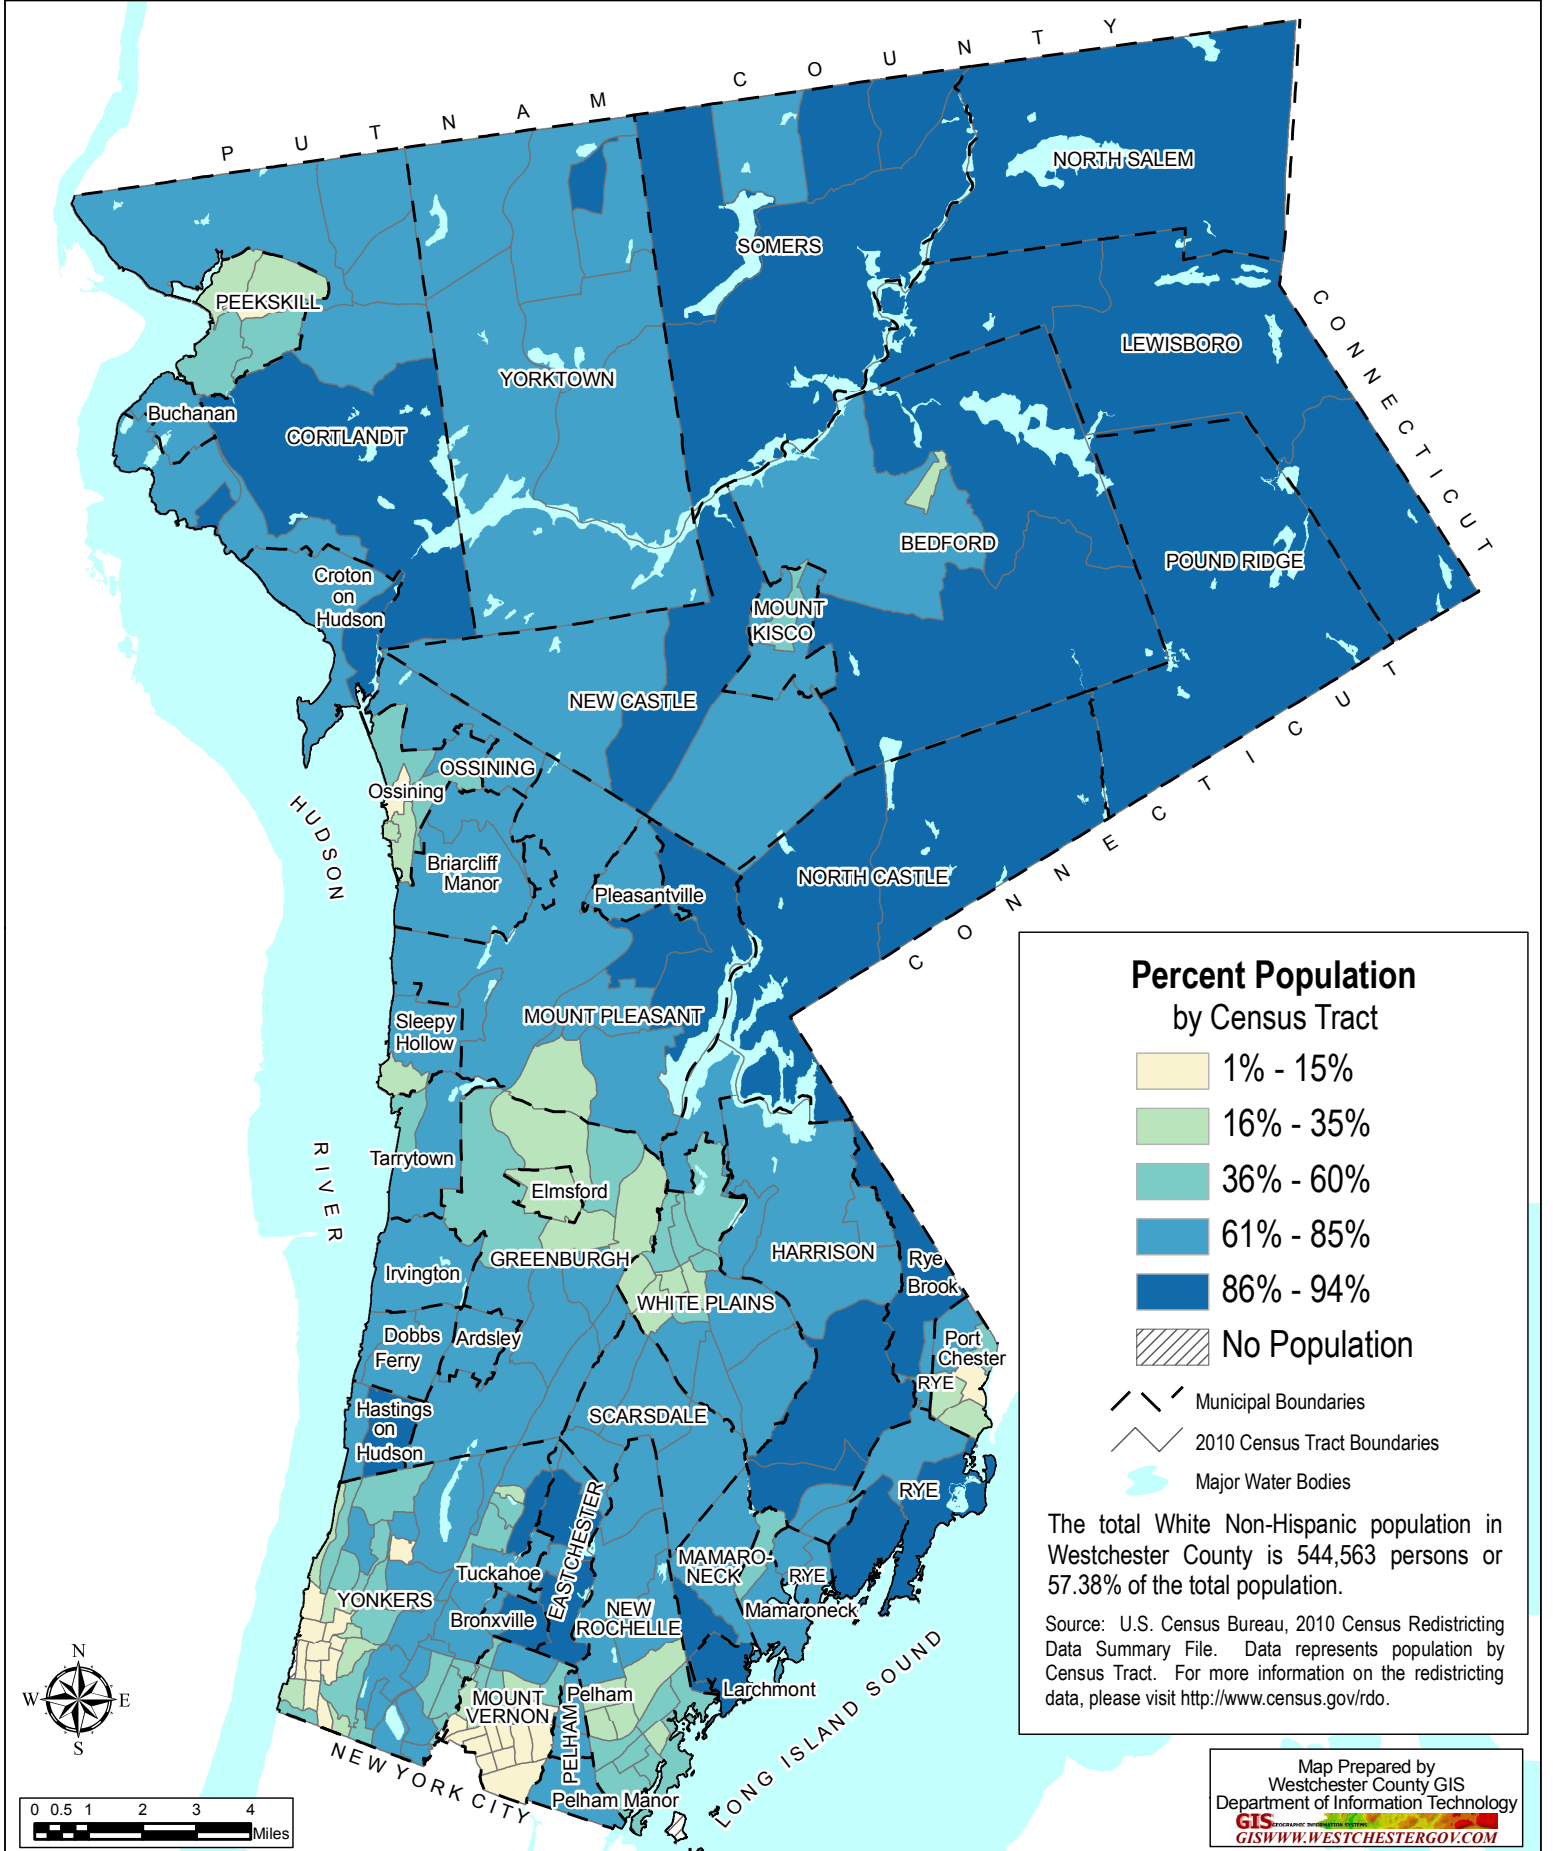 PUTNAM COUNTY
NORTH SALEM
SOMERS
PEEKSKILL
CONNECTICUT
LEWISBORO
YORKTOWN
Buchanan
CORTLANDT
BEDFORD
POUND RIDGE
Croton
on
Hudson
MOUNT
KISCO
NEW CASTLE
CONNECTICUT
OSSINING
Ossining
HUDSON
Briarcliff
Manor
Pleasantville
NORTH CASTLE
MOUNT PLEASANT
Sleepy
Hollow
RIVER
Tarrytown
Elmsford
GREENBURGH
HARRISON
Rye
Brook
Irvington
WHITE PLAINS
Dobbs
Ferry
Ardsley
Port
Chester
RYE
Hastings
on
Hudson
SCARSDALE
RYE
EASTCHESTER
Tuckahoe
MAMARO-
NECK
RYE
YONKERS
Bronxville
NEW
ROCHELLE
Mamaroneck
Larchmont
MOUNT
VERNON
Pelham
PELHAM
Pelham Manor
NEW YORK CITY
LONG ISLAND SOUND
N
W
E
S
0 0.5 1 2 3 4
Miles
Percent Population
by Census Tract
1% - 15%
16% - 35%
36% - 60%
61% - 85%
86% - 94%
No Population
Municipal Boundaries
2010 Census Tract Boundaries
Major Water Bodies
The total White Non-Hispanic population in
Westchester County is 544,563 persons or
57.38% of the total population.
Source: U.S. Census Bureau, 2010 Census Redistricting
Data Summary File. Data represents population by
Census Tract. For more information on the redistricting
data, please visit http://www.census.gov/rdo.
Map Prepared by
Westchester County GIS
Department of Information Technology
GIS GEOGRAPHIC INFORMATION SYSTEMS
GISWWW.WESTCHESTERGOV.COM